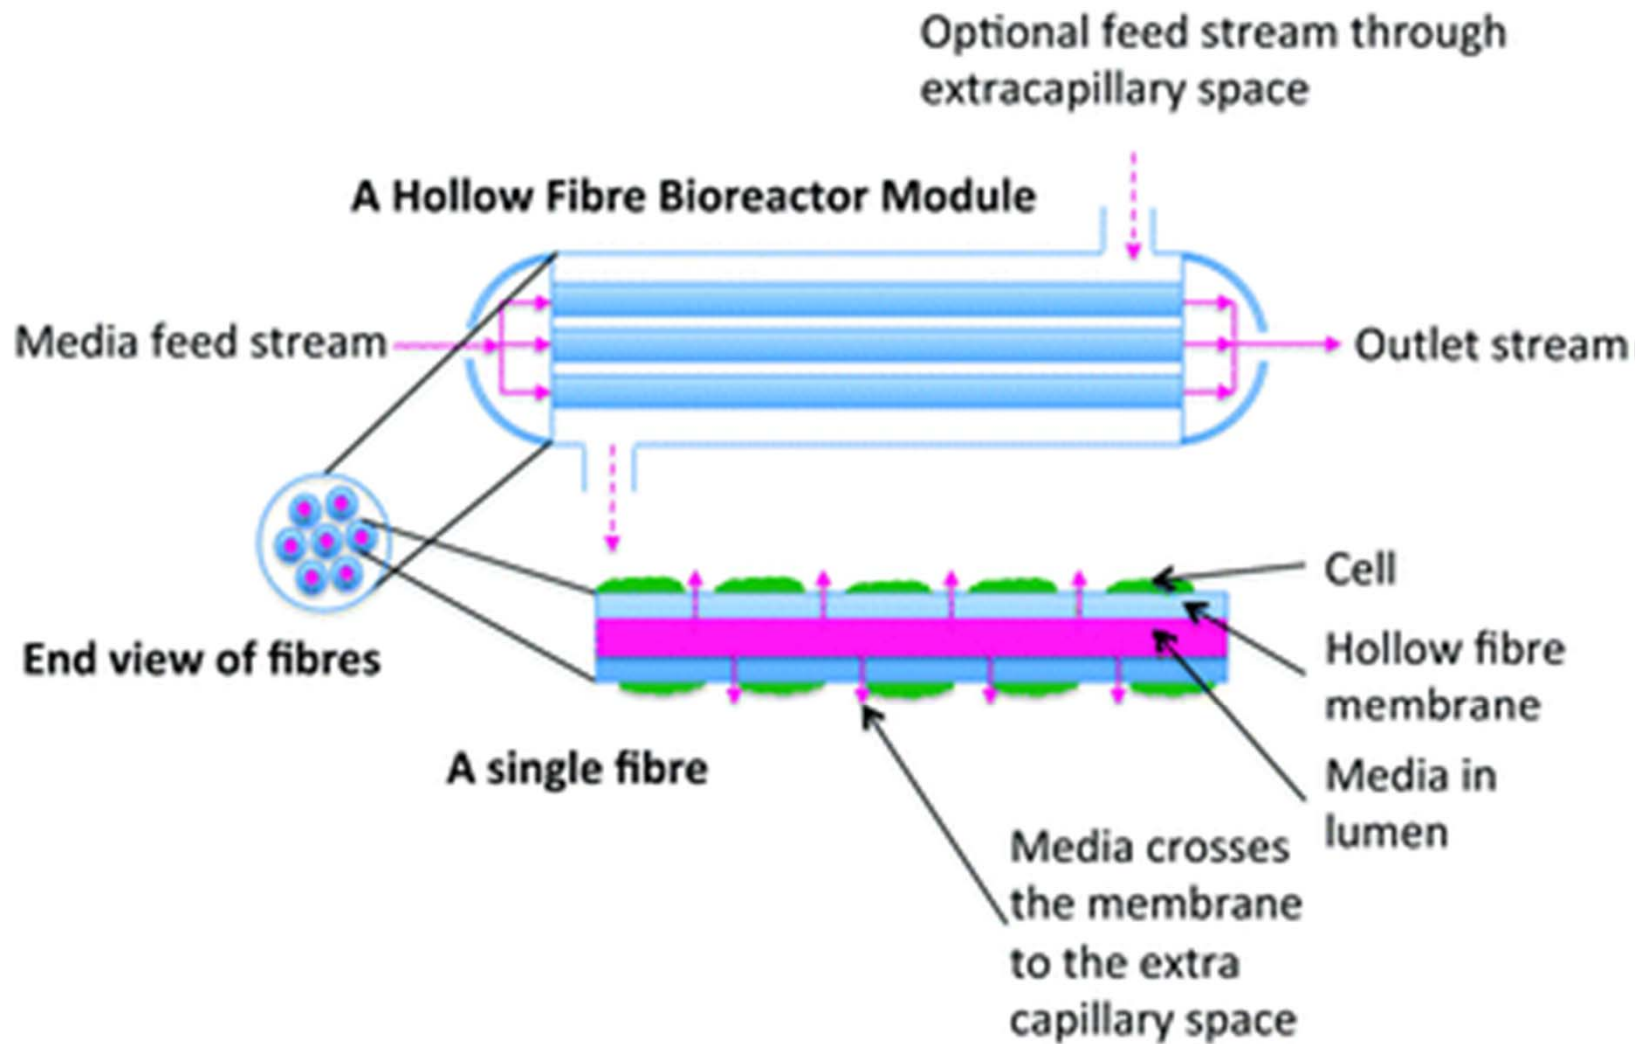 Optional feed stream through
extracapillary space
A Hollow Fibre Bioreactor Module
Media feed stream
Outlet stream
End view of fibres
Cell
Hollow fibre
membrane
A single fibre
Media in
lumen
Media crosses
the membrane
to the extra
capillary space